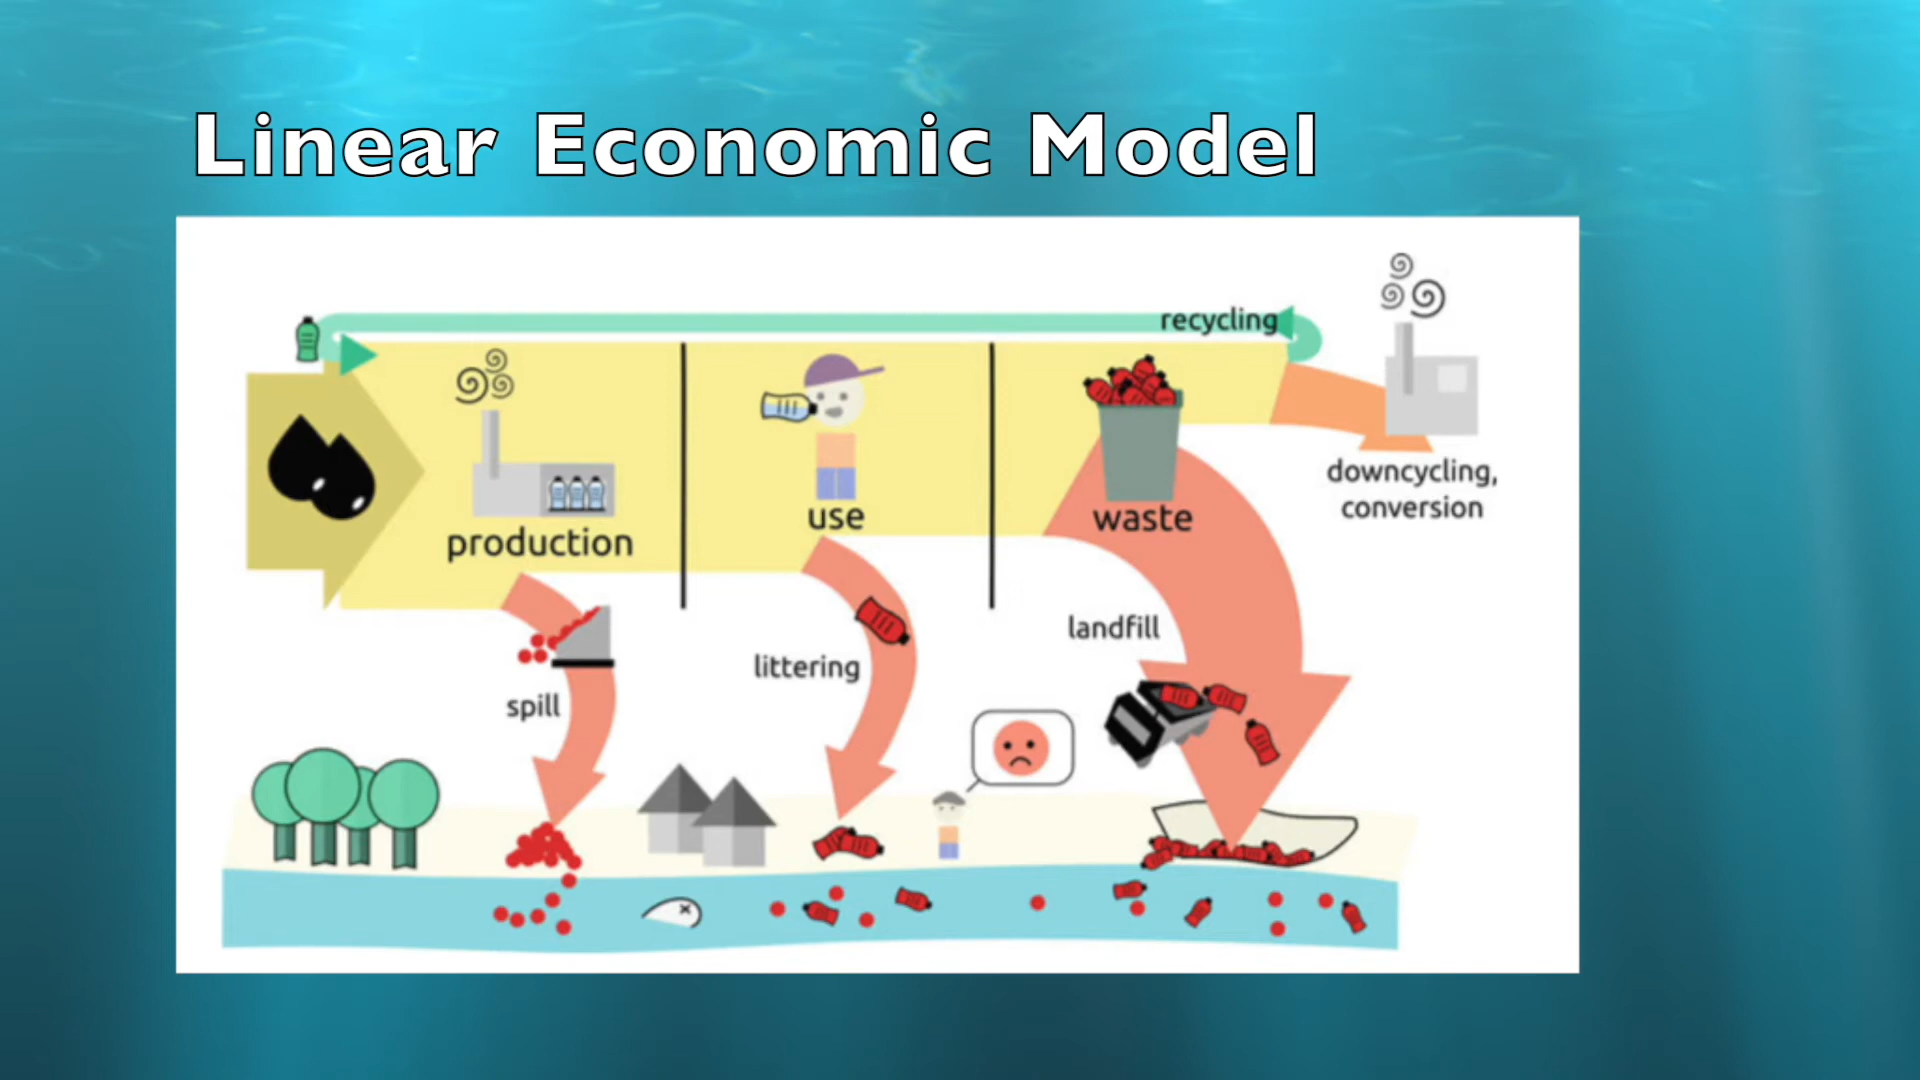 Linear Economic Model
recycling
production
use
waste
downcycling,
conversion
spill
littering
landfill